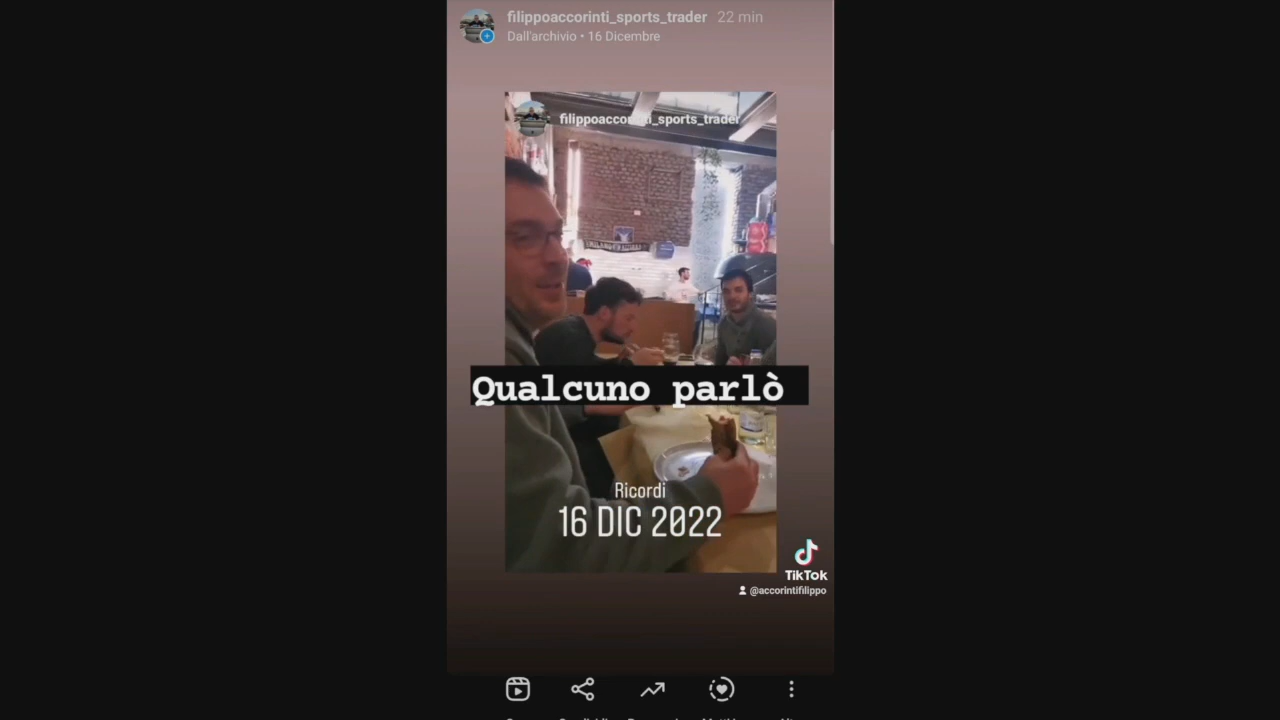 filippoaccorinti_sports_trader 22 min
Dall'archivio • 16 Dicembre
filippoaccorinti_sports_trader
Qualcuno parlò
Ricordi
16 DIC 2022
TikTok
@accorintifilippo